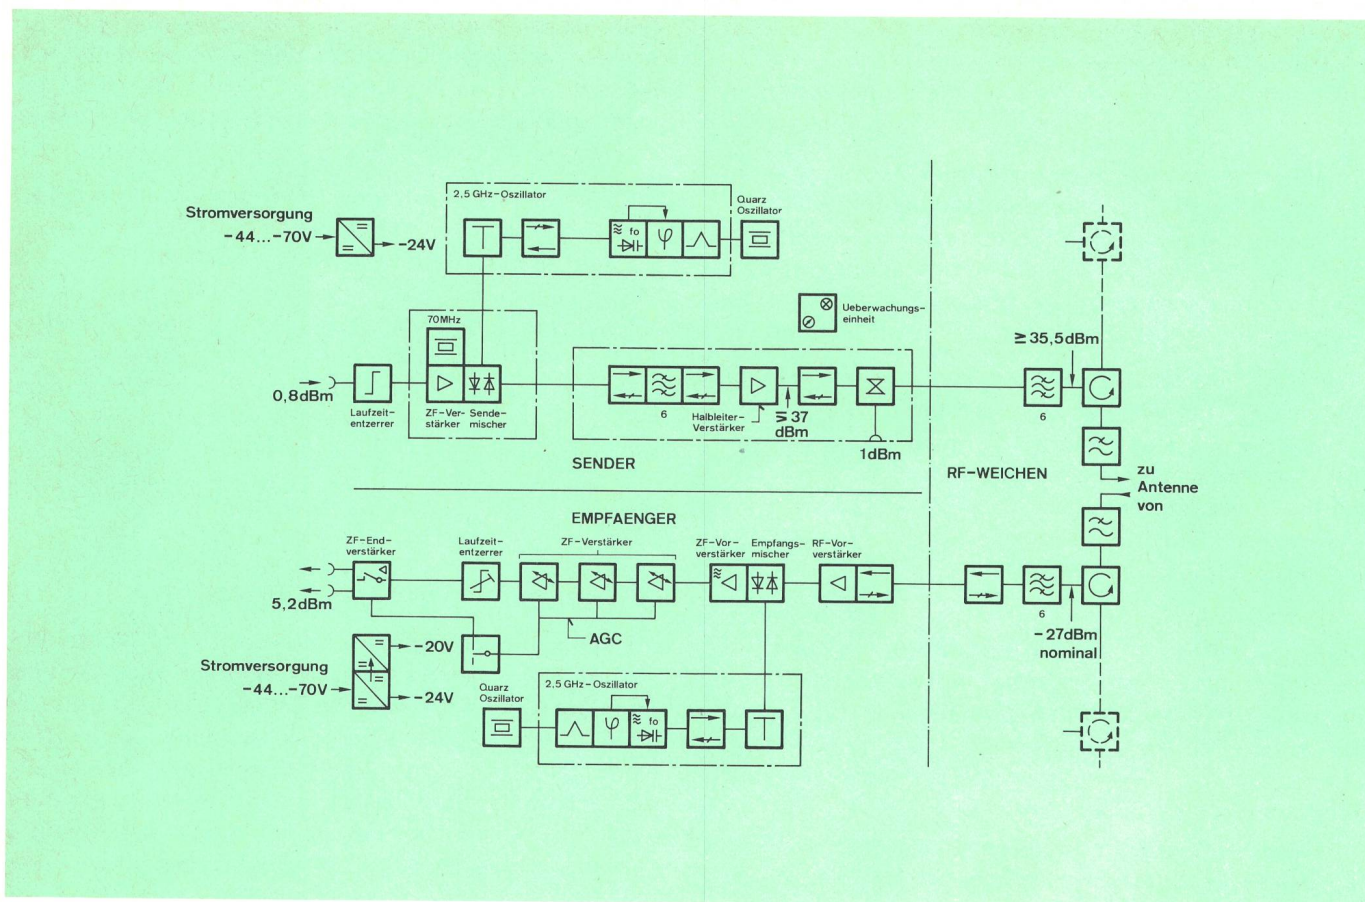 2,5 GHz-Oszillator
Quarz
Oszillator
Stromversorgung
-44...-70V
-24V
fo
φ
Ueberwachungs-
einheit
70MHz
≧ 35,5dBm
0,8dBm
Laufzeit-
entzerrer
ZF-Ver-
stärker
Sende-
mischer
6
Halbleiter-
Verstärker
≦ 37
dBm
1dBm
6
SENDER
RF-WEICHEN
zu
Antenne
von
EMPFAENGER
ZF-End-
verstärker
Laufzeit-
entzerrer
ZF-Verstärker
ZF-Vor-
verstärker
Empfangs-
mischer
RF-Vor-
verstärker
5,2dBm
6
-27dBm
nominal
AGC
-20V
Stromversorgung
-44...-70V
-24V
Quarz
Oszillator
2,5 GHz-Oszillator
φ
fo